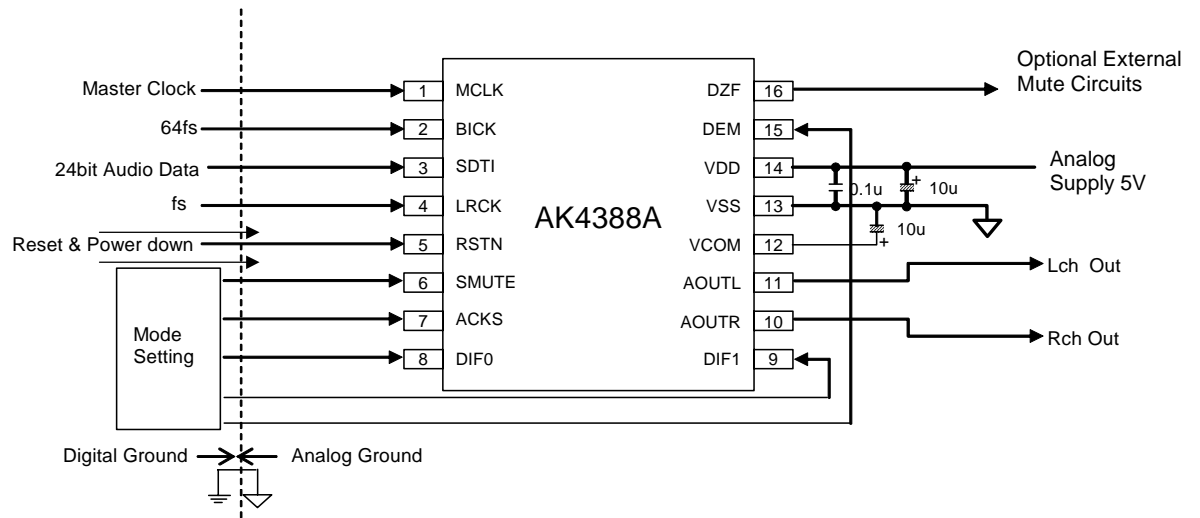 Optional External
Mute Circuits
Master Clock
1
MCLK
DZF
16
64fs
2
BICK
DEM
15
24bit Audio Data
3
SDTI
VDD
14
Analog
Supply 5V
0.1u
+
10u
fs
4
LRCK
AK4388A
VSS
13
Reset & Power down
5
RSTN
VCOM
12
+
10u
6
SMUTE
AOUTL
11
Lch Out
7
ACKS
AOUTR
10
Rch Out
Mode
Setting
8
DIF0
DIF1
9
Digital Ground
Analog Ground